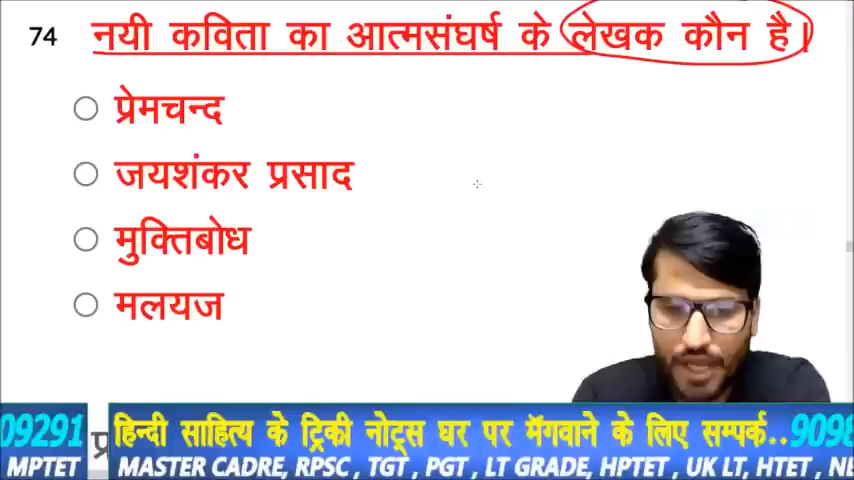 74 नयी कविता का आत्मसंघर्ष के लेखक कौन है।
प्रेमचन्द
जयशंकर प्रसाद
मुक्तिबोध
मलयज
09291 हिन्दी साहित्य के ट्रिकी नोट्स घर पर मॅगवाने के लिए सम्पर्क..9098
MPTET MASTER CADRE, RPSC , TGT , PGT , LT GRADE, HPTET , UK LT, HTET , NE